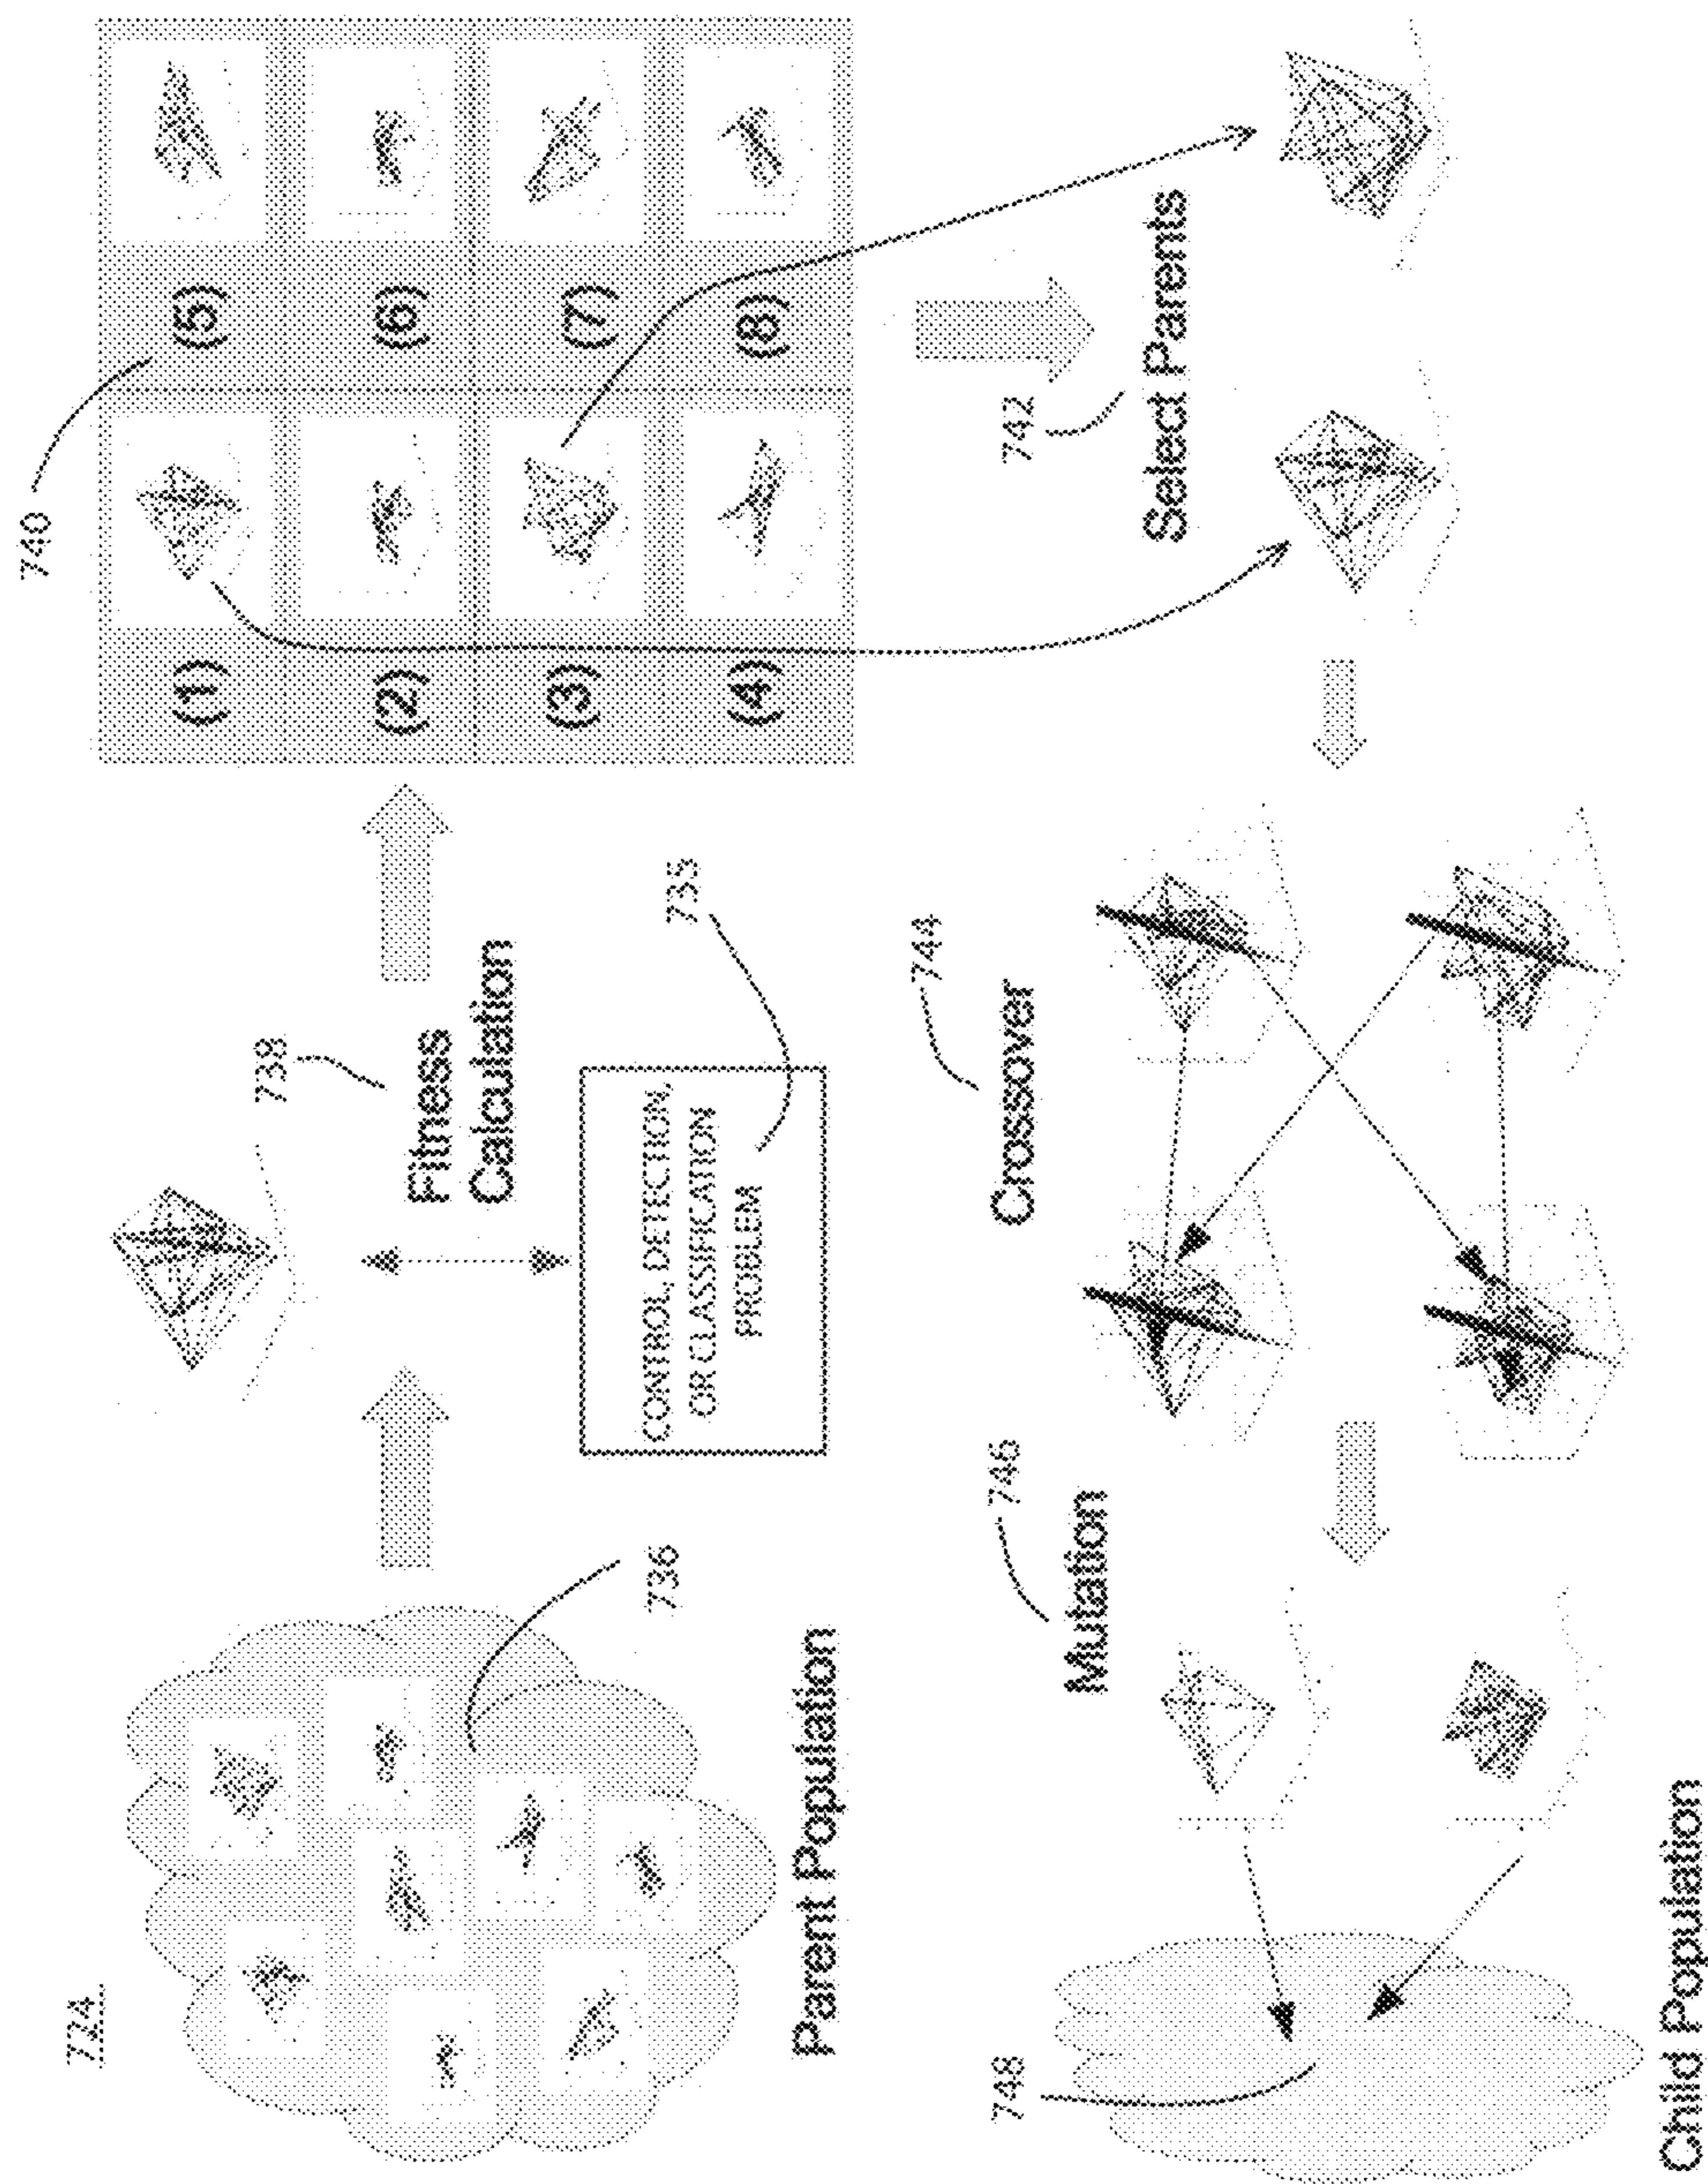 724
736
Parent Population
738
Fitness
Calculation
CONTROL, DETECTION,
OR CLASSIFICATION
PROBLEM
735
740
(1)
(5)
(2)
(6)
(3)
(7)
(4)
(8)
742
Select Parents
744
Crossover
746
Mutation
748
Child Population